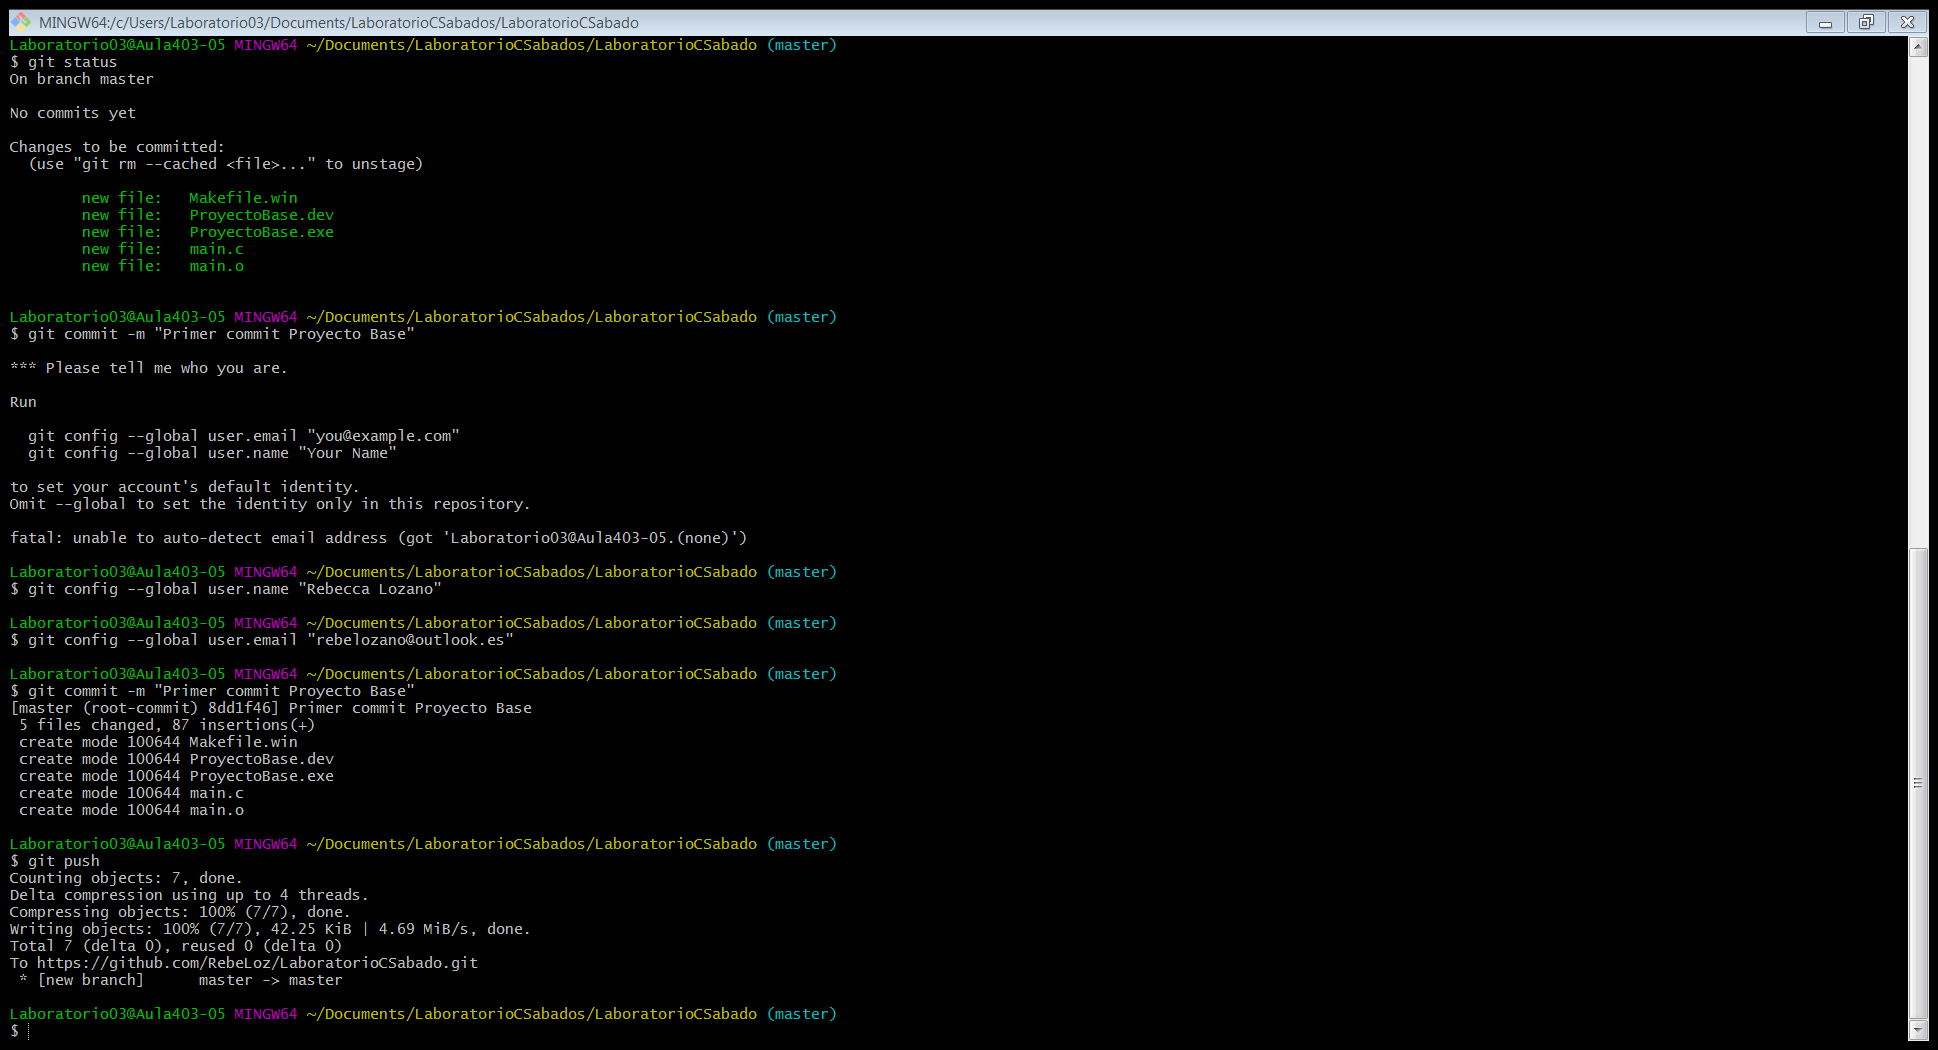 MINGW64:/c/Users/Laboratorio03/Documents/LaboratorioCSabados/LaboratorioCSabado
Laboratorio03@Aula403-05 MINGW64 ~/Documents/LaboratorioCSabados/LaboratorioCSabado (master)
$ git status
On branch master
No commits yet
Changes to be committed:
  (use "git rm --cached <file>..." to unstage)
        new file:   Makefile.win
        new file:   ProyectoBase.dev
        new file:   ProyectoBase.exe
        new file:   main.c
        new file:   main.o
Laboratorio03@Aula403-05 MINGW64 ~/Documents/LaboratorioCSabados/LaboratorioCSabado (master)
$ git commit -m "Primer commit Proyecto Base"
*** Please tell me who you are.
Run
  git config --global user.email "you@example.com"
  git config --global user.name "Your Name"
to set your account's default identity.
Omit --global to set the identity only in this repository.
fatal: unable to auto-detect email address (got 'Laboratorio03@Aula403-05.(none)')
Laboratorio03@Aula403-05 MINGW64 ~/Documents/LaboratorioCSabados/LaboratorioCSabado (master)
$ git config --global user.name "Rebecca Lozano"
Laboratorio03@Aula403-05 MINGW64 ~/Documents/LaboratorioCSabados/LaboratorioCSabado (master)
$ git config --global user.email "rebelozano@outlook.es"
Laboratorio03@Aula403-05 MINGW64 ~/Documents/LaboratorioCSabados/LaboratorioCSabado (master)
$ git commit -m "Primer commit Proyecto Base"
[master (root-commit) 8dd1f46] Primer commit Proyecto Base
 5 files changed, 87 insertions(+)
 create mode 100644 Makefile.win
 create mode 100644 ProyectoBase.dev
 create mode 100644 ProyectoBase.exe
 create mode 100644 main.c
 create mode 100644 main.o
Laboratorio03@Aula403-05 MINGW64 ~/Documents/LaboratorioCSabados/LaboratorioCSabado (master)
$ git push
Counting objects: 7, done.
Delta compression using up to 4 threads.
Compressing objects: 100% (7/7), done.
Writing objects: 100% (7/7), 42.25 KiB | 4.69 MiB/s, done.
Total 7 (delta 0), reused 0 (delta 0)
To https://github.com/RebeLoz/LaboratorioCSabado.git
 * [new branch]      master -> master
Laboratorio03@Aula403-05 MINGW64 ~/Documents/LaboratorioCSabados/LaboratorioCSabado (master)
$